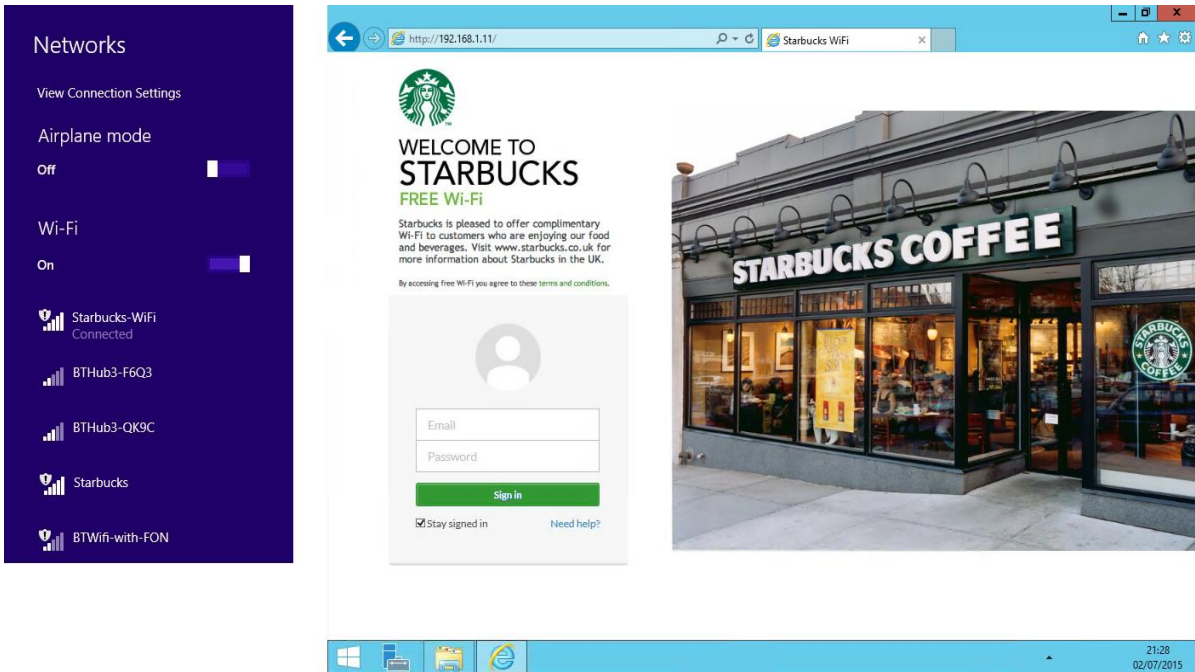 Networks
View Connection Settings
Airplane mode
Off
Wi-Fi
On
Starbucks-WiFi
Connected
BTHub3-F6Q3
BTHub3-QK9C
Starbucks
BTWifi-with-FON
http://192.168.1.11/
Starbucks WiFi
WELCOME TO
STARBUCKS
FREE Wi-Fi
Starbucks is pleased to offer complimentary
Wi-Fi to customers who are enjoying our food
and beverages. Visit www.starbucks.co.uk for
more information about Starbucks in the UK.
By accessing free Wi-Fi you agree to these terms and conditions.
Email
Password
Sign in
Stay signed in
Need help?
STARBUCKS COFFEE
STARBUCKS
COFFEE
21:28
02/07/2015